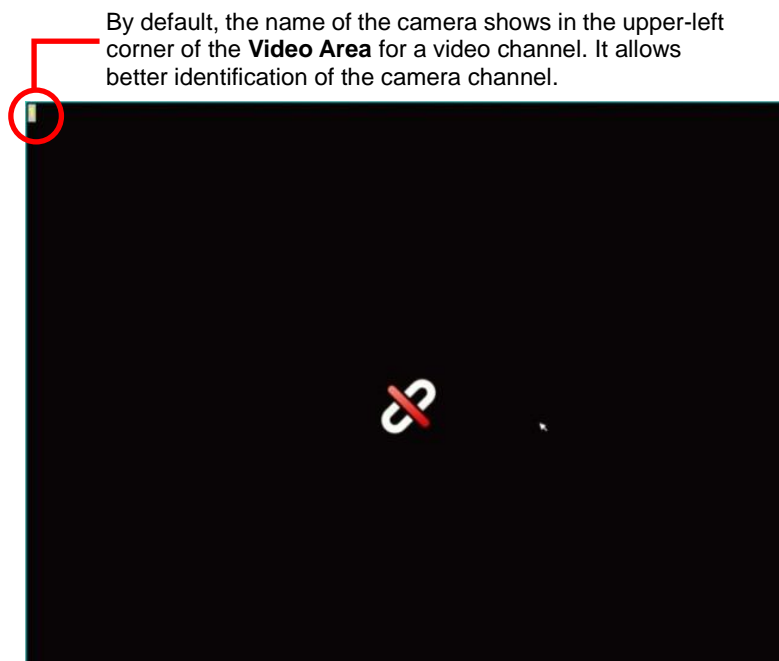 By default, the name of the camera shows in the upper-left
corner of the Video Area for a video channel. It allows
better identification of the camera channel.